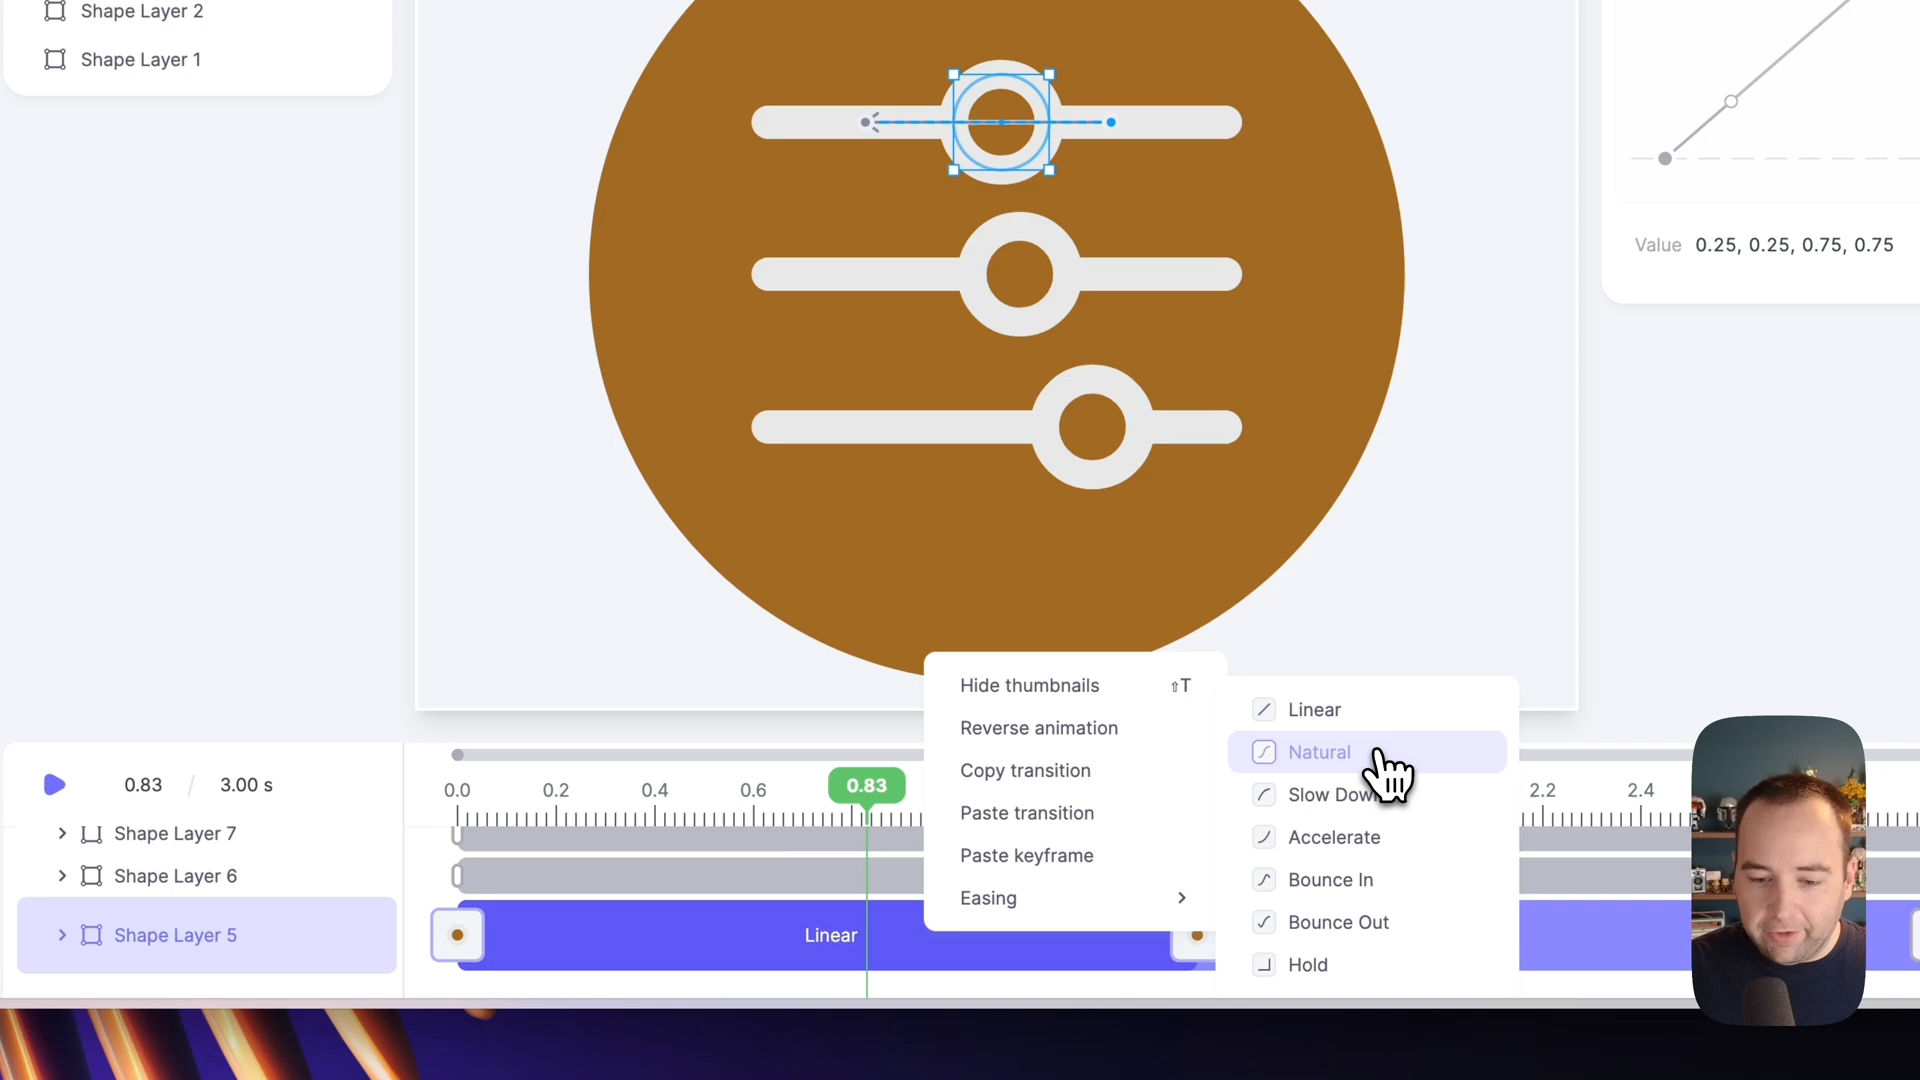 Shape Layer 2
Shape Layer 1
Value 0.25, 0.25, 0.75, 0.75
Hide thumbnails ⇧T
Reverse animation
Copy transition
Paste transition
Paste keyframe
Easing
Linear
Natural
Slow Down
Accelerate
Bounce In
Bounce Out
Hold
0.83 / 3.00 s
0.0 0.2 0.4 0.6 0.83 2.2 2.4
Shape Layer 7
Shape Layer 6
Shape Layer 5
Linear